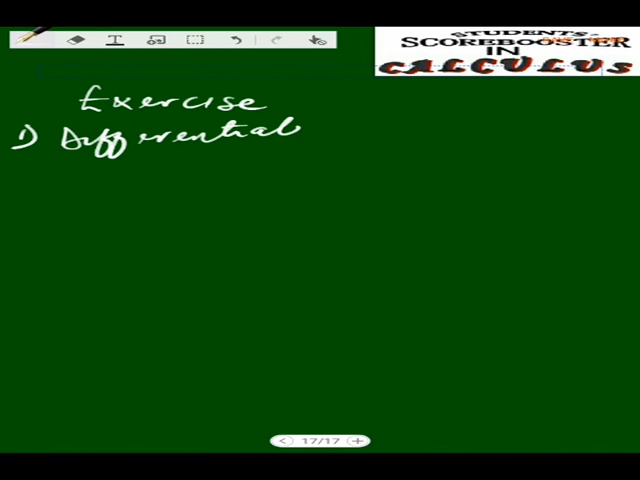 STUDENTS'
SCOREBOOSTER
IN
CALCULUS
Exercise
1) Differential
17/17